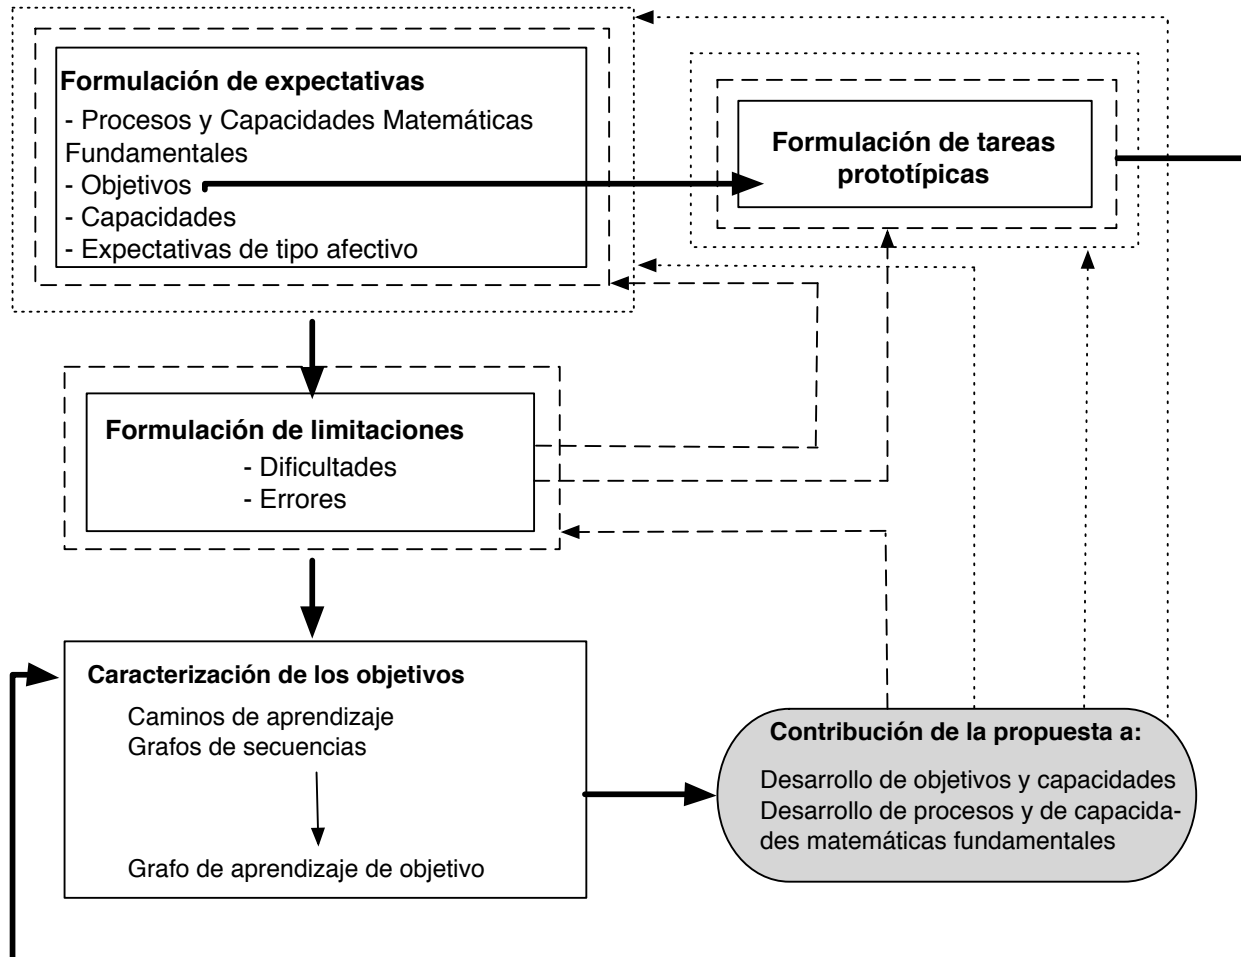 Formulación de expectativas
- Procesos y Capacidades Matemáticas
Fundamentales
- Objetivos
- Capacidades
- Expectativas de tipo afectivo
Formulación de tareas
prototípicas
Formulación de limitaciones
- Dificultades
- Errores
Caracterización de los objetivos
Caminos de aprendizaje
Grafos de secuencias
Grafo de aprendizaje de objetivo
Contribución de la propuesta a:
Desarrollo de objetivos y capacidades
Desarrollo de procesos y de capacida-
des matemáticas fundamentales